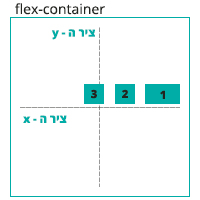 flex-container
ציר ה - y
3 2 1
ציר ה - x